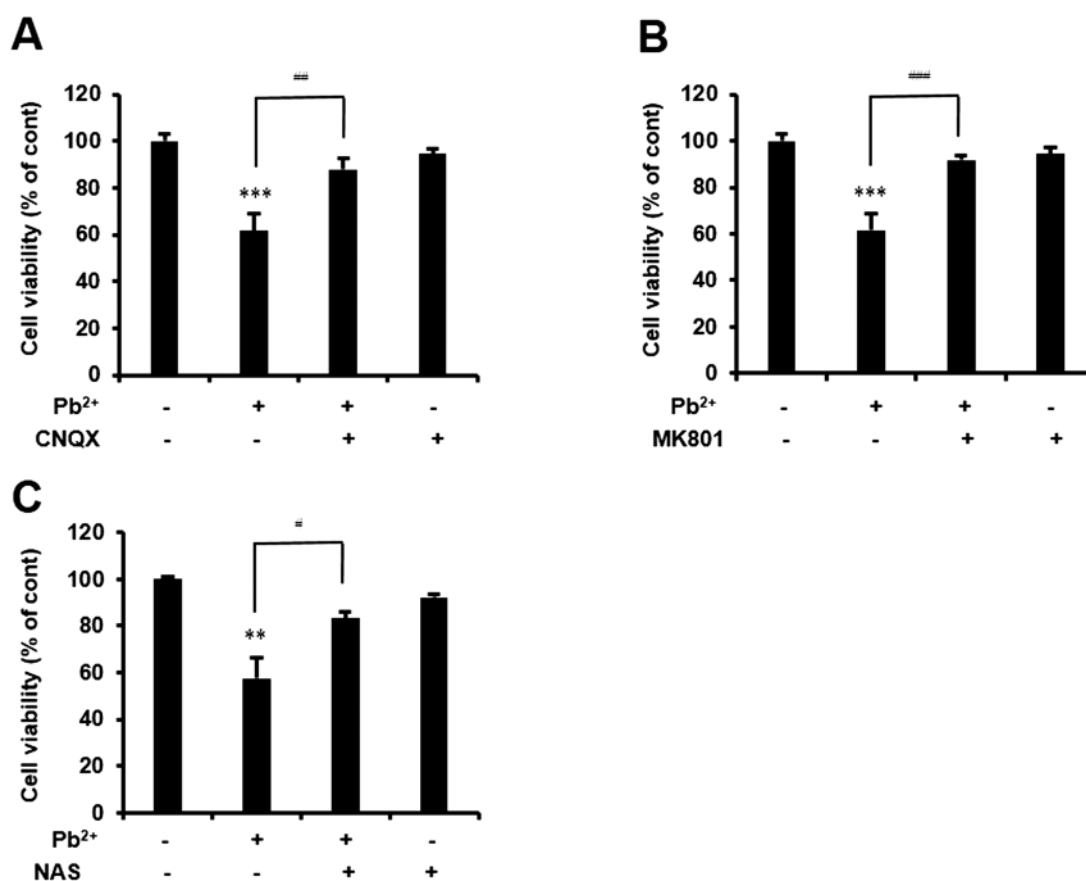 A
B
##
###
120
100
80
60
40
20
0
Cell viability (% of cont)
***
Pb²⁺ - + + -
CNQX - - + +
120
100
80
60
40
20
0
Cell viability (% of cont)
***
Pb²⁺ - + + -
MK801 - - + +
C
#
120
100
80
60
40
20
0
Cell viability (% of cont)
**
Pb²⁺ - + + -
NAS - - + +